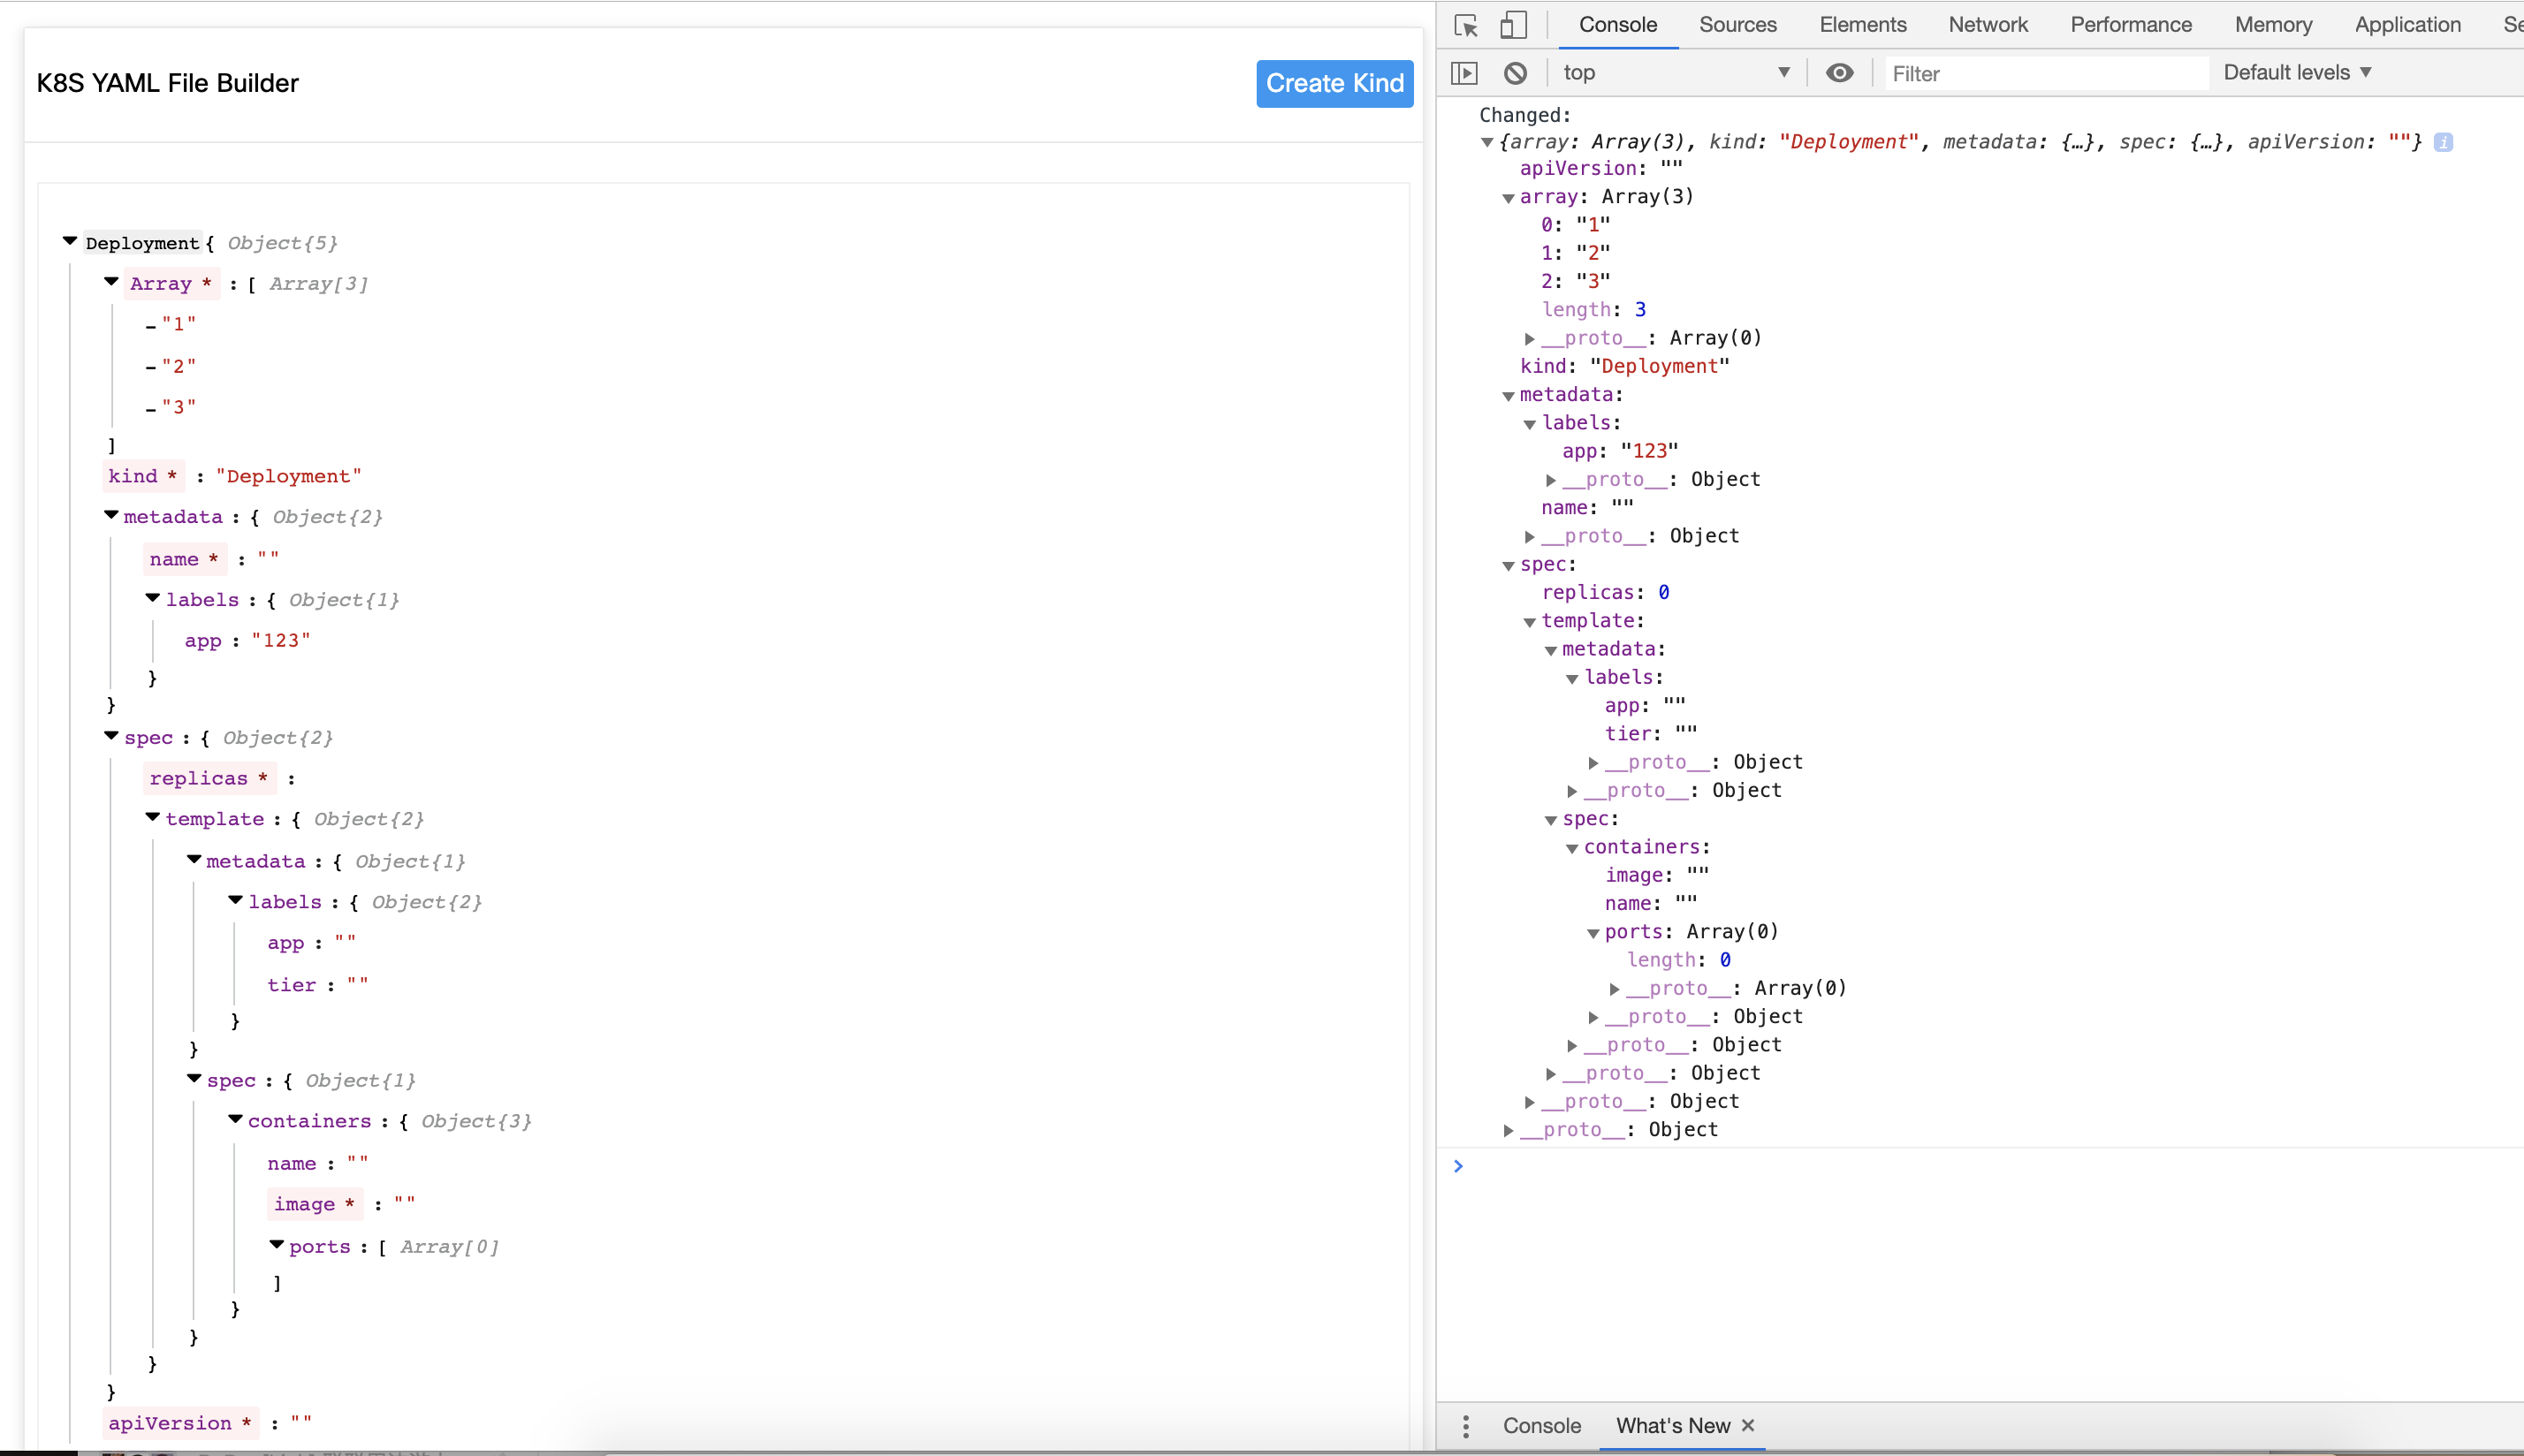 K8S YAML File Builder
Create Kind
Deployment { Object{5}
Array * : [ Array[3]
-"1"
-"2"
-"3"
]
kind * : "Deployment"
metadata : { Object{2}
name * : ""
labels : { Object{1}
app : "123"
}
}
spec : { Object{2}
replicas * :
template : { Object{2}
metadata : { Object{1}
labels : { Object{2}
app : ""
tier : ""
}
}
spec : { Object{1}
containers : { Object{3}
name : ""
image * : ""
ports : [ Array[0]
]
}
}
}
}
apiVersion * : ""
Console Sources Elements Network Performance Memory Application Se
top Filter Default levels
Changed:
{array: Array(3), kind: "Deployment", metadata: {…}, spec: {…}, apiVersion: ""} i
apiVersion: ""
array: Array(3)
0: "1"
1: "2"
2: "3"
length: 3
__proto__: Array(0)
kind: "Deployment"
metadata:
labels:
app: "123"
__proto__: Object
name: ""
__proto__: Object
spec:
replicas: 0
template:
metadata:
labels:
app: ""
tier: ""
__proto__: Object
__proto__: Object
spec:
containers:
image: ""
name: ""
ports: Array(0)
length: 0
__proto__: Array(0)
__proto__: Object
__proto__: Object
__proto__: Object
__proto__: Object
__proto__: Object
Console What's New